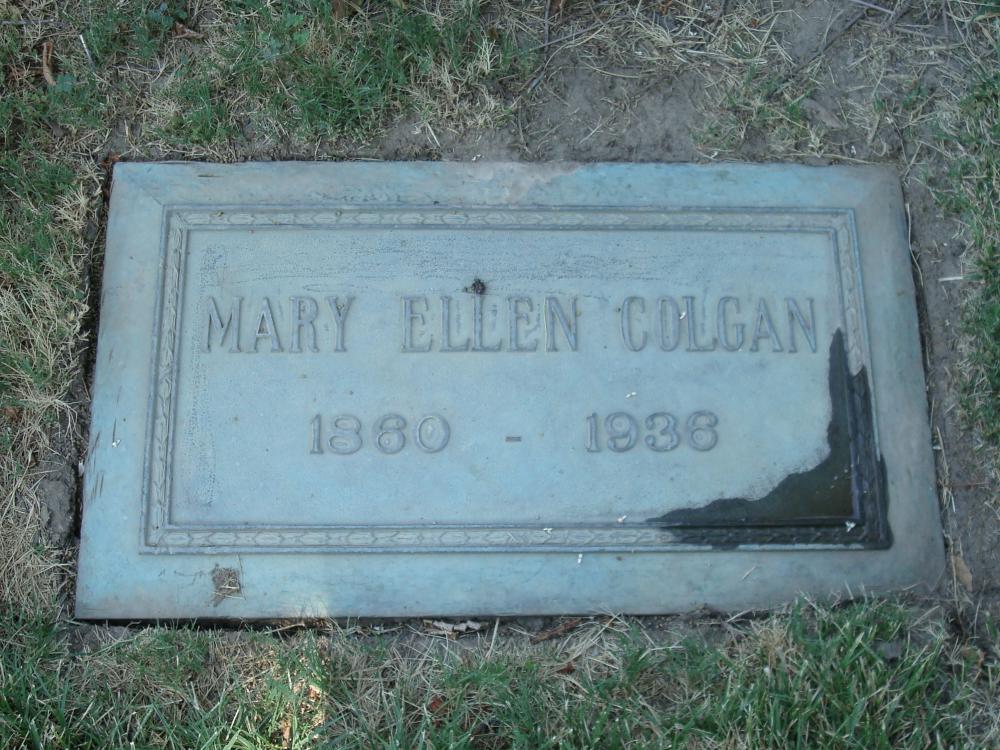 MARY ELLEN COLGAN
1860 - 1936